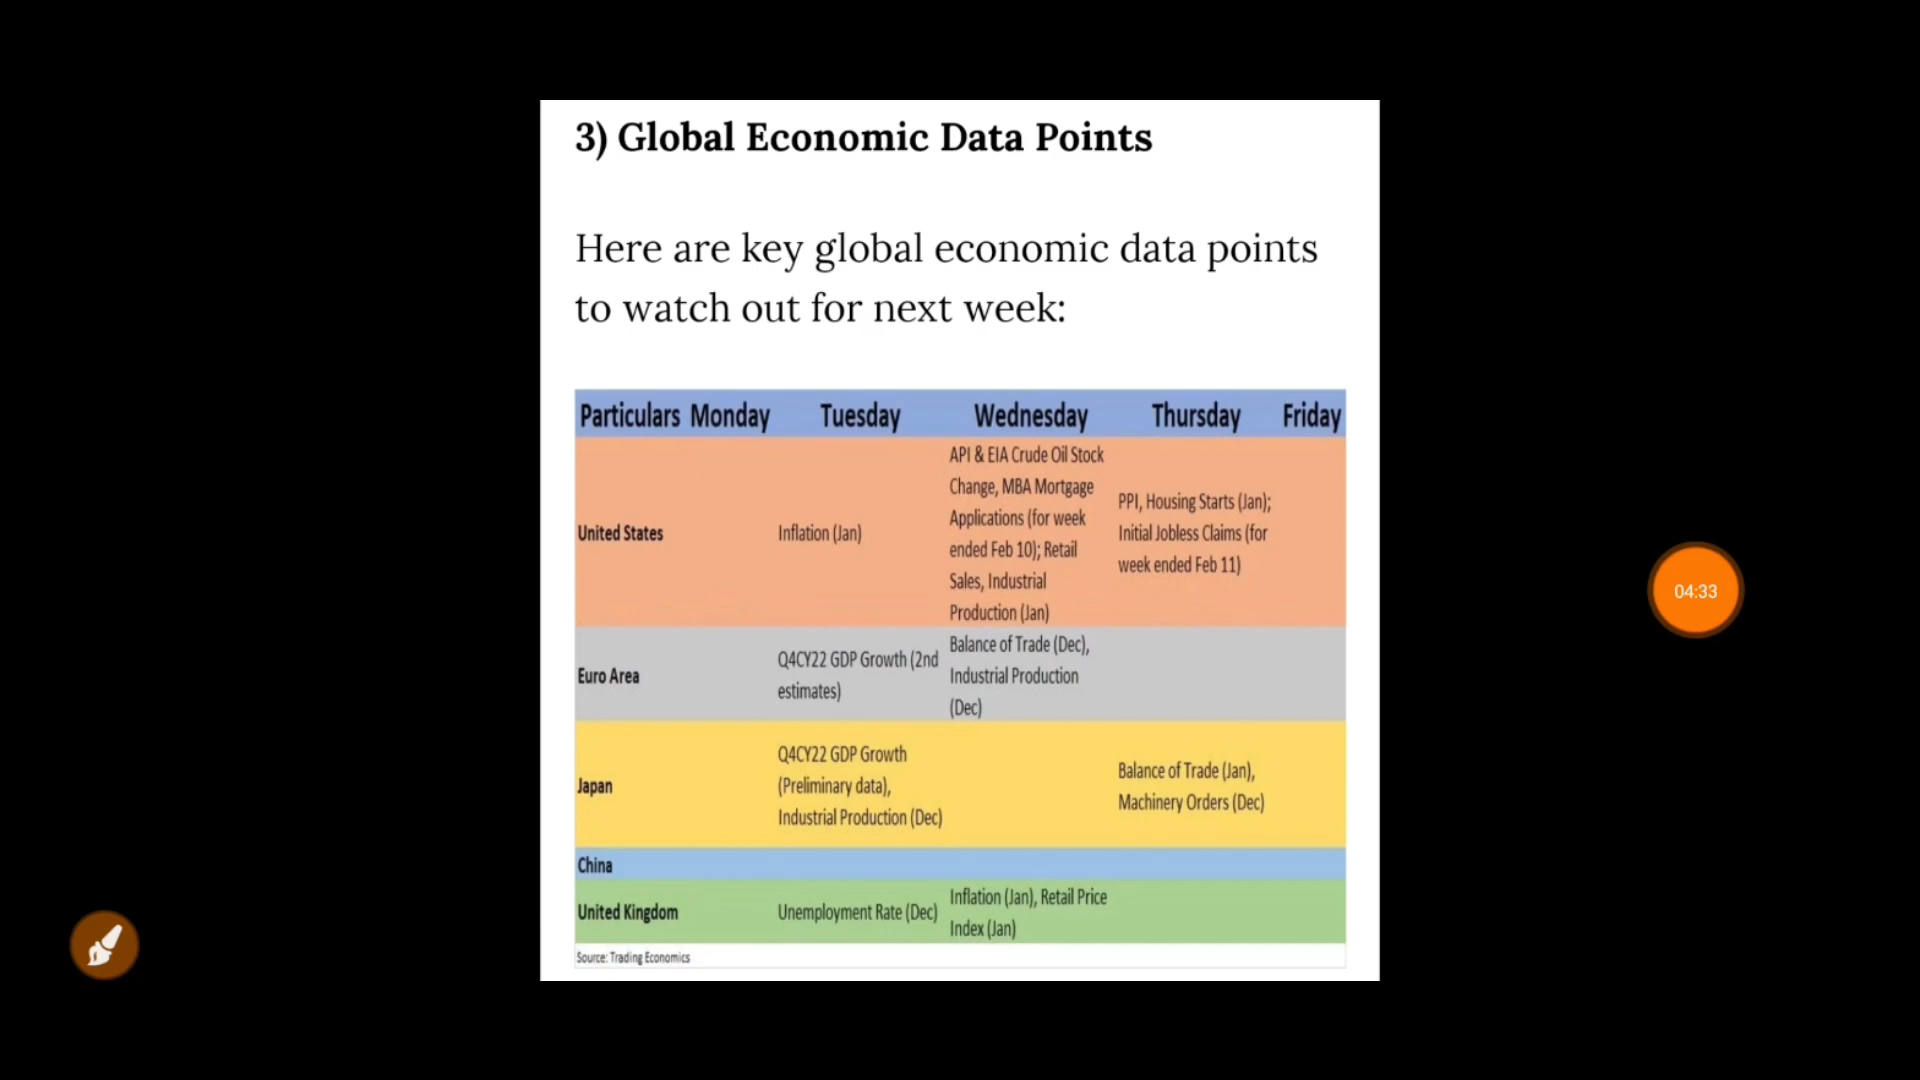 3) Global Economic Data Points
Here are key global economic data points
to watch out for next week:
Particulars Monday Tuesday Wednesday Thursday Friday
United States
Inflation (Jan)
API & EIA Crude Oil Stock
Change, MBA Mortgage
Applications (for week
ended Feb 10); Retail
Sales, Industrial
Production (Jan)
PPI, Housing Starts (Jan);
Initial Jobless Claims (for
week ended Feb 11)
Euro Area
Q4CY22 GDP Growth (2nd
estimates)
Balance of Trade (Dec),
Industrial Production
(Dec)
Japan
Q4CY22 GDP Growth
(Preliminary data),
Industrial Production (Dec)
Balance of Trade (Jan),
Machinery Orders (Dec)
China
United Kingdom
Unemployment Rate (Dec)
Inflation (Jan), Retail Price
Index (Jan)
Source: Trading Economics
04:33